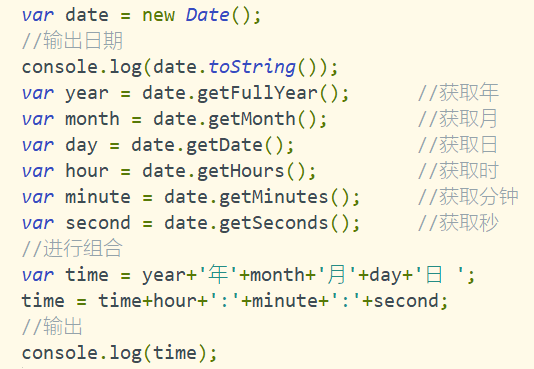 var date = new Date();
//输出日期
console.log(date.toString());
var year = date.getFullYear();      //获取年
var month = date.getMonth();        //获取月
var day = date.getDate();           //获取日
var hour = date.getHours();         //获取时
var minute = date.getMinutes();     //获取分钟
var second = date.getSeconds();     //获取秒
//进行组合
var time = year+'年'+month+'月'+day+'日 ';
time = time+hour+':'+minute+':'+second;
//输出
console.log(time);